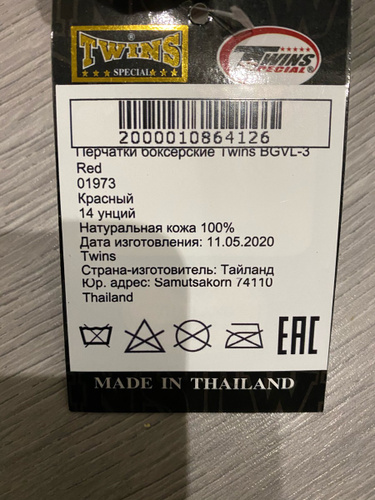 TWINS
SPECIAL
TWINS
SPECIAL
2000010864126
Перчатки боксерские Twins BGVL-3
Red
01973
Красный
14 унций
Натуральная кожа 100%
Дата изготовления: 11.05.2020
Twins
Страна-изготовитель: Тайланд
Юр. адрес: Samutsakorn 74110
Thailand
EAC
MADE IN THAILAND